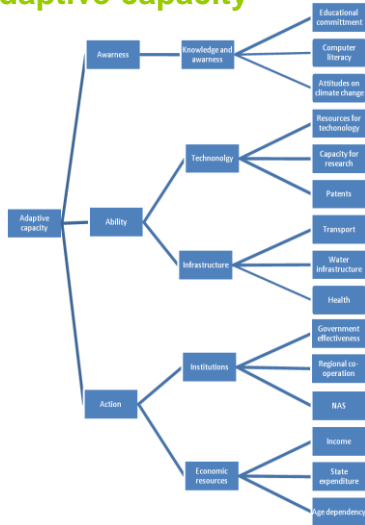 daptive capacity
Educational
committment
Awarness
Knowledge and
awarness
Computer
literacy
Attitudes on
climate change
Resources for
techonology
Technonolgy
Capacity for
research
Patents
Adaptive
capacity
Ability
Transport
Infrastructure
Water
Infrastructure
Health
Government
effectiveness
Institutions
Regional co-
operation
NAS
Action
Income
Economic
resources
State
expenditure
Age dependency